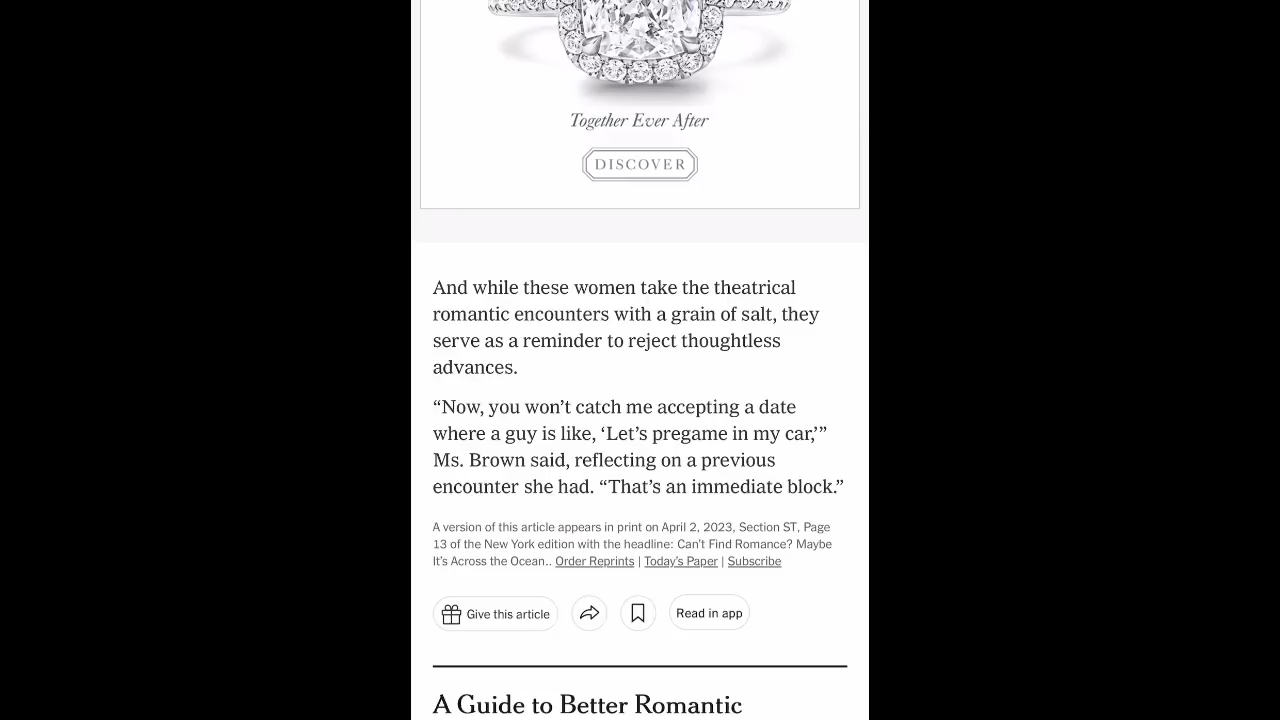 Together Ever After
DISCOVER
And while these women take the theatrical
romantic encounters with a grain of salt, they
serve as a reminder to reject thoughtless
advances.
“Now, you won’t catch me accepting a date
where a guy is like, ‘Let’s pregame in my car,’”
Ms. Brown said, reflecting on a previous
encounter she had. “That’s an immediate block.”
A version of this article appears in print on April 2, 2023, Section ST, Page
13 of the New York edition with the headline: Can’t Find Romance? Maybe
It’s Across the Ocean.. Order Reprints | Today’s Paper | Subscribe
Give this article
Read in app
A Guide to Better Romantic